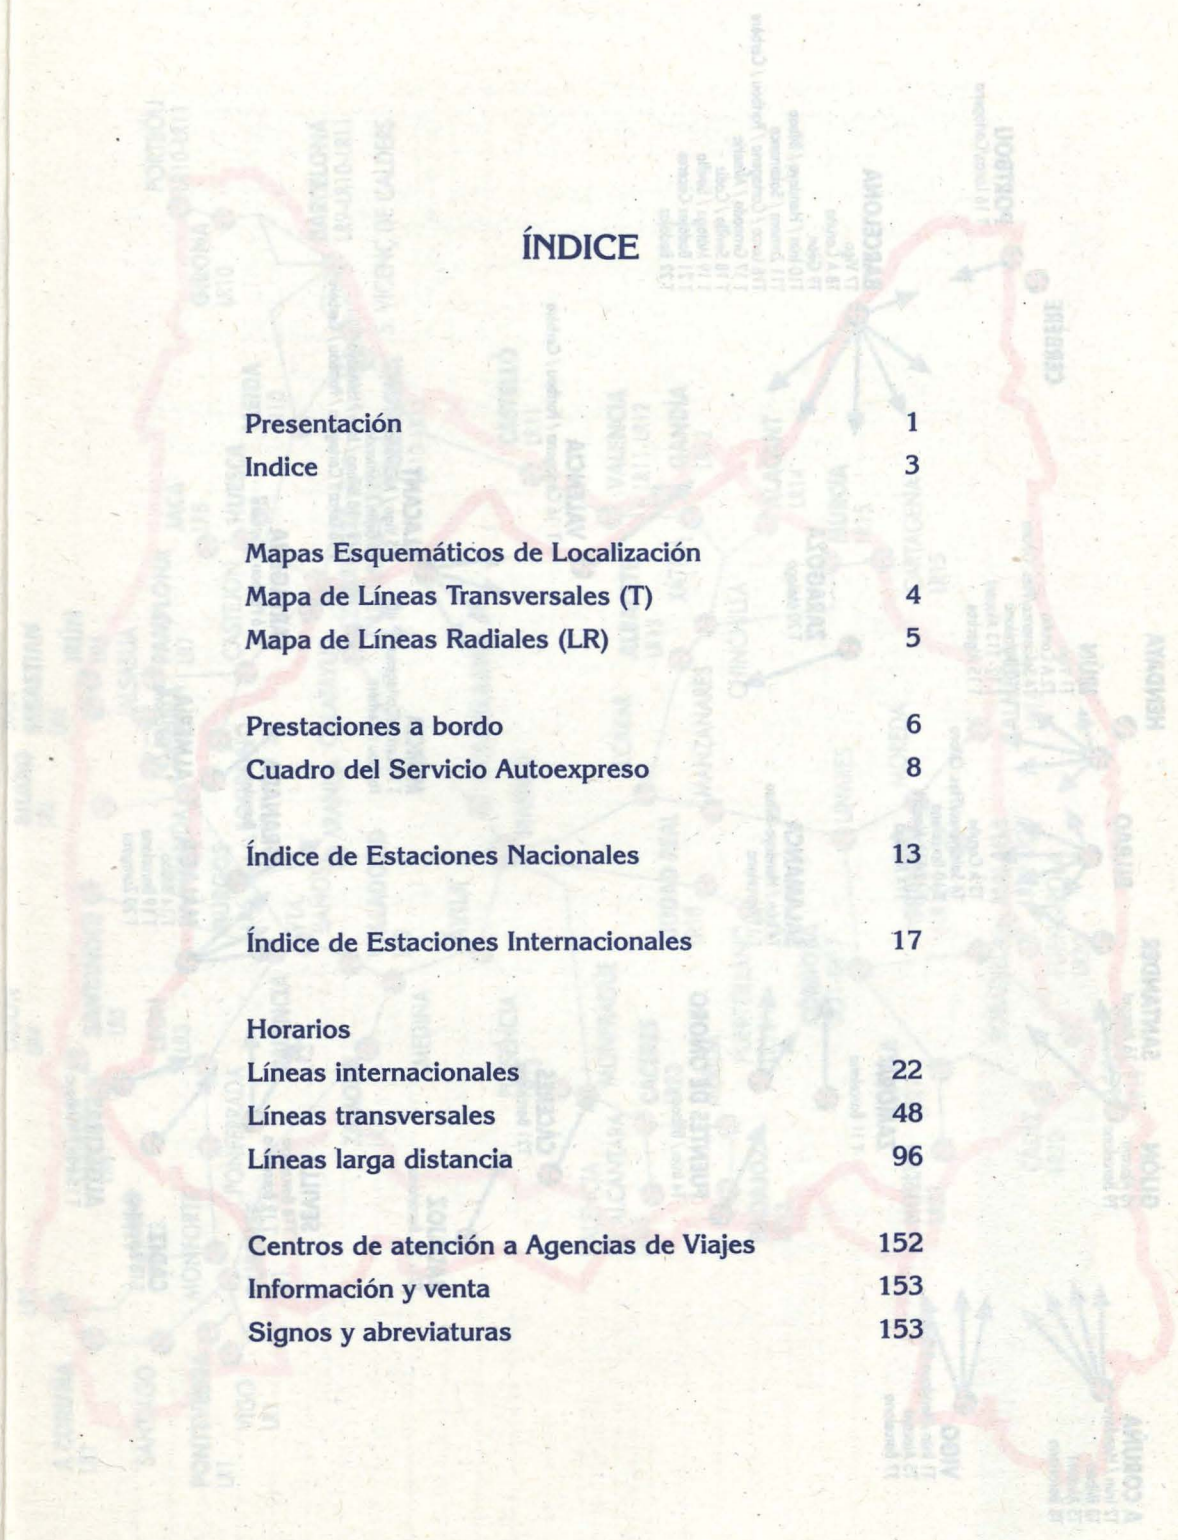 ÍNDICE
Presentación 1
Indice 3
Mapas Esquemáticos de Localización
Mapa de Líneas Transversales (T) 4
Mapa de Líneas Radiales (LR) 5
Prestaciones a bordo 6
Cuadro del Servicio Autoexpreso 8
Índice de Estaciones Nacionales 13
Índice de Estaciones Internacionales 17
Horarios
Líneas internacionales 22
Líneas transversales 48
Líneas larga distancia 96
Centros de atención a Agencias de Viajes 152
Información y venta 153
Signos y abreviaturas 153